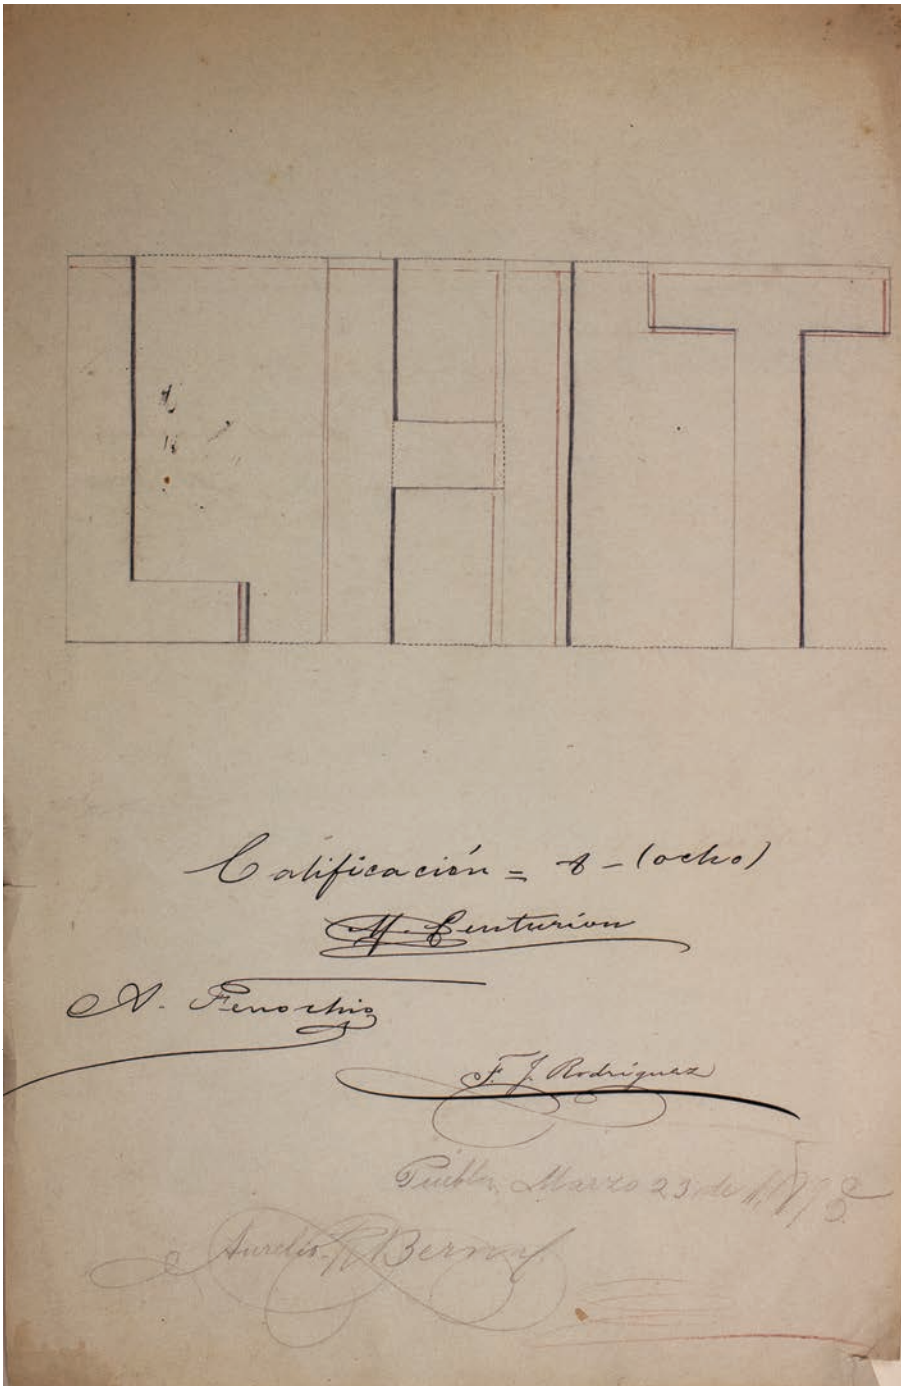 LHT
Calificación = 8 - (ocho)
M. Centurion
A. Fenochio
F. J. Rodriguez
Puebla, Marzo 23 de
Aurelio